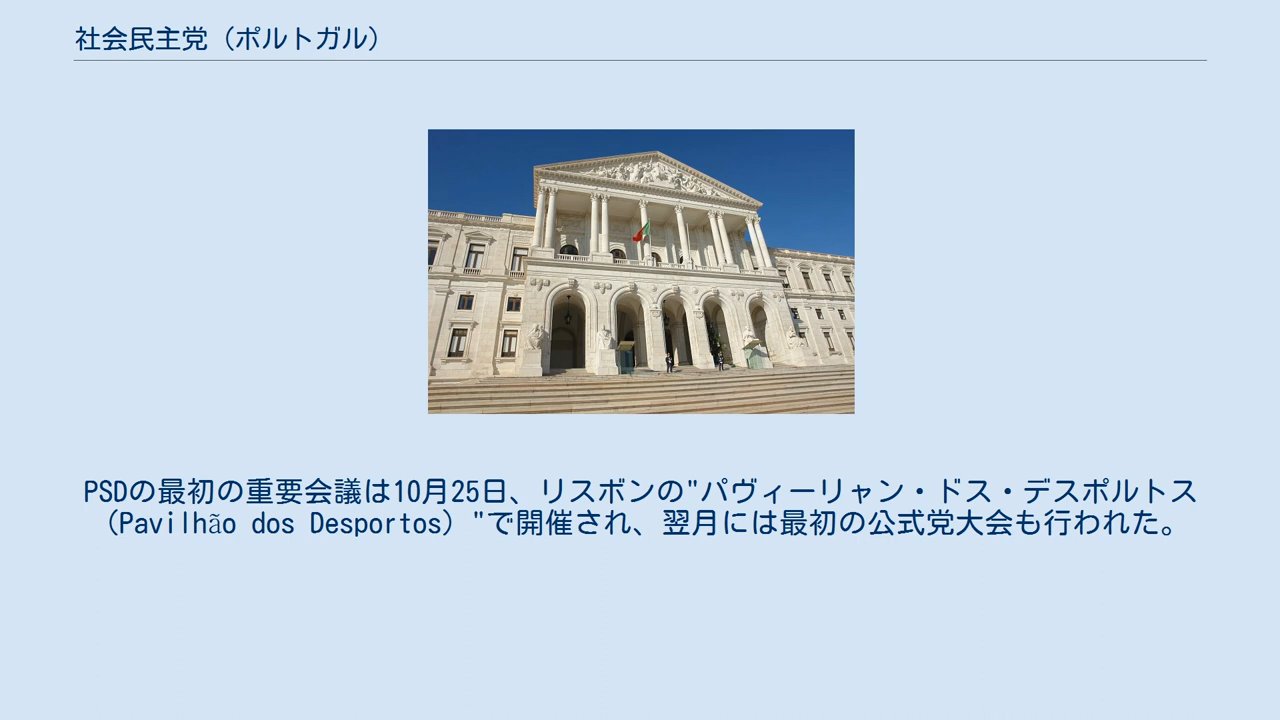 社会民主党（ポルトガル）
PSDの最初の重要会議は10月25日、リスボンの"パヴィーリャン・ドス・デスポルトス
（Pavilhão dos Desportos）"で開催され、翌月には最初の公式党大会も行われた。